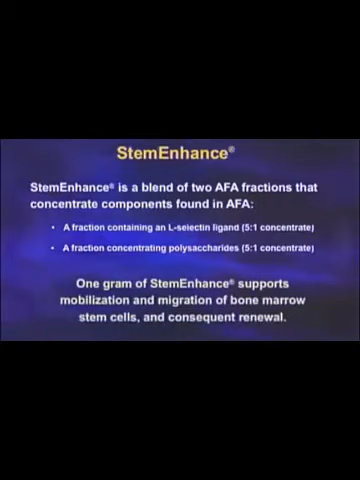 StemEnhance®
StemEnhance® is a blend of two AFA fractions that
concentrate components found in AFA:
• A fraction containing an L-selectin ligand (5:1 concentrate)
• A fraction concentrating polysaccharides (5:1 concentrate)
One gram of StemEnhance® supports
mobilization and migration of bone marrow
stem cells, and consequent renewal.